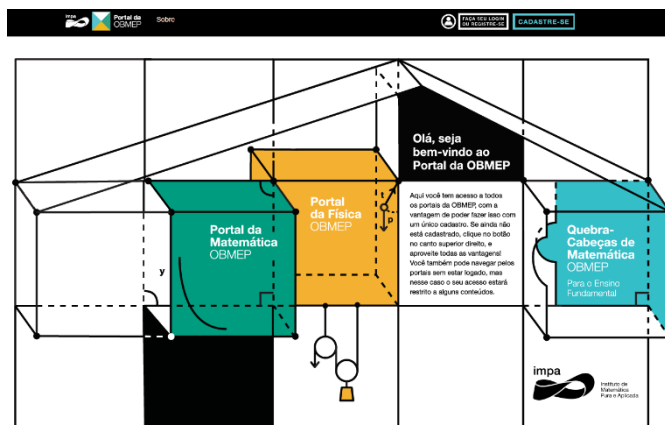 impa
Portal da
OBMEP
Sobre
FAÇA SEU LOGIN
OU REGISTRE-SE
CADASTRE-SE
Olá, seja
bem-vindo ao
Portal da OBMEP
Portal da
Matemática
OBMEP
Portal
da Física
OBMEP
t
p
y
Aqui você tem acesso a todos
os portais da OBMEP, com a
vantagem de poder fazer isso com
um único cadastro. Se ainda não
está cadastrado, clique no botão
no canto superior direito, e
aproveite todas as vantagens!
Você também pode navegar pelos
portais sem estar logado, mas
nesse caso o seu acesso estará
restrito a alguns conteúdos.
Quebra-
Cabeças de
Matemática
OBMEP
Para o Ensino
Fundamental
impa
Instituto de
Matemática
Pura e Aplicada